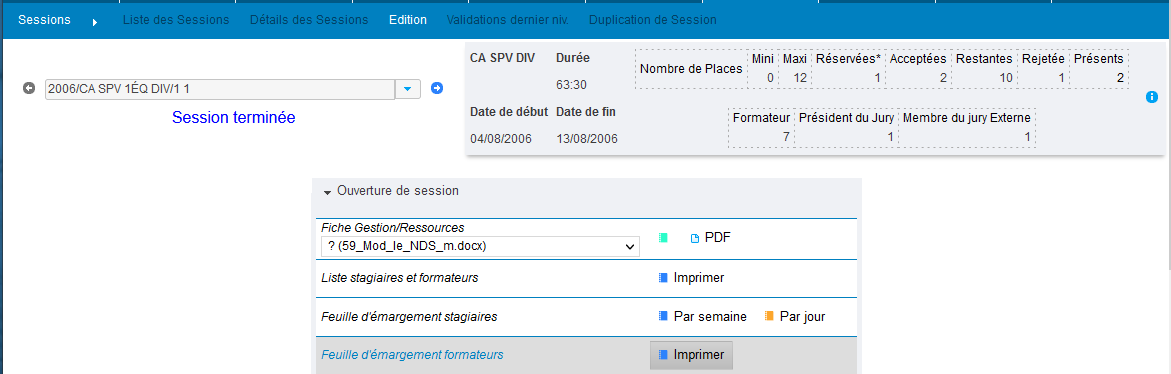 Sessions Liste des Sessions Détails des Sessions Edition Validations dernier niv. Duplication de Session
2006/CA SPV 1ÉQ DIV/1 1
Session terminée
CA SPV DIV Durée
63:30
Date de début Date de fin
04/08/2006 13/08/2006
Nombre de Places Mini Maxi Réservées* Acceptées Restantes Rejetée Présents
0 12 1 2 10 1 2
Formateur Président du Jury Membre du jury Externe
7 1 1
Ouverture de session
Fiche Gestion/Ressources
? (59_Mod_le_NDS_m.docx) PDF
Liste stagiaires et formateurs Imprimer
Feuille d'émargement stagiaires Par semaine Par jour
Feuille d'émargement formateurs Imprimer